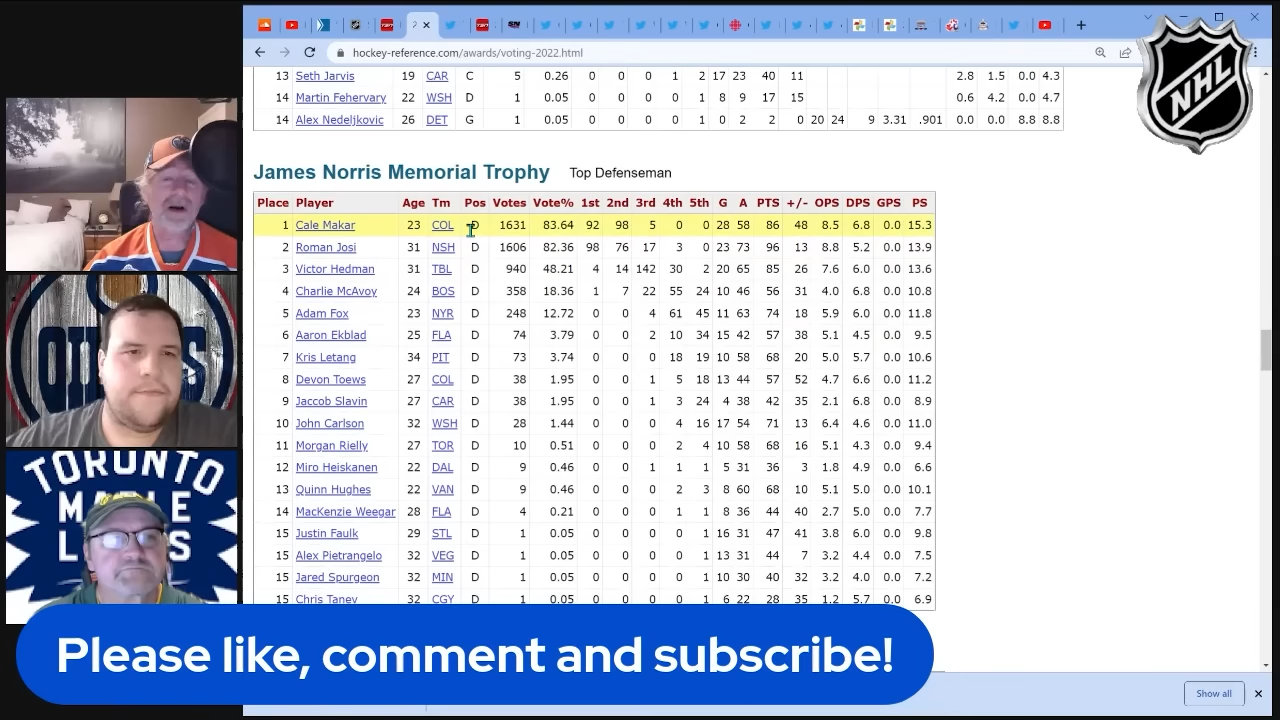 hockey-reference.com/awards/voting-2022.html
13 Seth Jarvis 19 CAR C 5 0.26 0 0 0 1 2 17 23 40 11 2.8 1.5 0.0 4.3
14 Martin Fehervary 22 WSH D 1 0.05 0 0 0 0 1 8 9 17 15 0.6 4.2 0.0 4.7
14 Alex Nedeljkovic 26 DET G 1 0.05 0 0 0 0 1 0 2 2 0 20 24 9 3.31 .901 0.0 0.0 8.8 8.8
NHL
James Norris Memorial Trophy Top Defenseman
Place Player Age Tm Pos Votes Vote% 1st 2nd 3rd 4th 5th G A PTS +/- OPS DPS GPS PS
1 Cale Makar 23 COL D 1631 83.64 92 98 5 0 0 28 58 86 48 8.5 6.8 0.0 15.3
2 Roman Josi 31 NSH D 1606 82.36 98 76 17 3 0 23 73 96 13 8.8 5.2 0.0 13.9
3 Victor Hedman 31 TBL D 940 48.21 4 14 142 30 2 20 65 85 26 7.6 6.0 0.0 13.6
4 Charlie McAvoy 24 BOS D 358 18.36 1 7 22 55 24 10 46 56 31 4.0 6.8 0.0 10.8
5 Adam Fox 23 NYR D 248 12.72 0 0 4 61 45 11 63 74 18 5.9 6.0 0.0 11.8
6 Aaron Ekblad 25 FLA D 74 3.79 0 0 2 10 34 15 42 57 38 5.1 4.5 0.0 9.5
7 Kris Letang 34 PIT D 73 3.74 0 0 0 18 19 10 58 68 20 5.0 5.7 0.0 10.6
8 Devon Toews 27 COL D 38 1.95 0 0 1 5 18 13 44 57 52 4.7 6.6 0.0 11.2
9 Jaccob Slavin 27 CAR D 38 1.95 0 0 1 3 24 4 38 42 35 2.1 6.8 0.0 8.9
10 John Carlson 32 WSH D 28 1.44 0 0 0 4 16 17 54 71 13 6.4 4.6 0.0 11.0
11 Morgan Rielly 27 TOR D 10 0.51 0 0 0 2 4 10 58 68 16 5.1 4.3 0.0 9.4
12 Miro Heiskanen 22 DAL D 9 0.46 0 0 1 1 1 5 31 36 3 1.8 4.9 0.0 6.6
13 Quinn Hughes 22 VAN D 9 0.46 0 0 0 2 3 8 60 68 10 5.1 5.0 0.0 10.1
14 MacKenzie Weegar 28 FLA D 4 0.21 0 0 0 1 1 8 36 44 40 2.7 5.0 0.0 7.7
15 Justin Faulk 29 STL D 1 0.05 0 0 0 0 1 16 31 47 41 3.8 6.0 0.0 9.8
15 Alex Pietrangelo 32 VEG D 1 0.05 0 0 0 0 1 13 31 44 7 3.2 4.4 0.0 7.5
15 Jared Spurgeon 32 MIN D 1 0.05 0 0 0 0 1 10 30 40 32 3.2 4.0 0.0 7.2
15 Chris Tanev 32 CGY D 1 0.05 0 0 0 0 1 6 22 28 35 1.2 5.7 0.0 6.9
TORONTO
MAPLE
Please like, comment and subscribe!
Show all